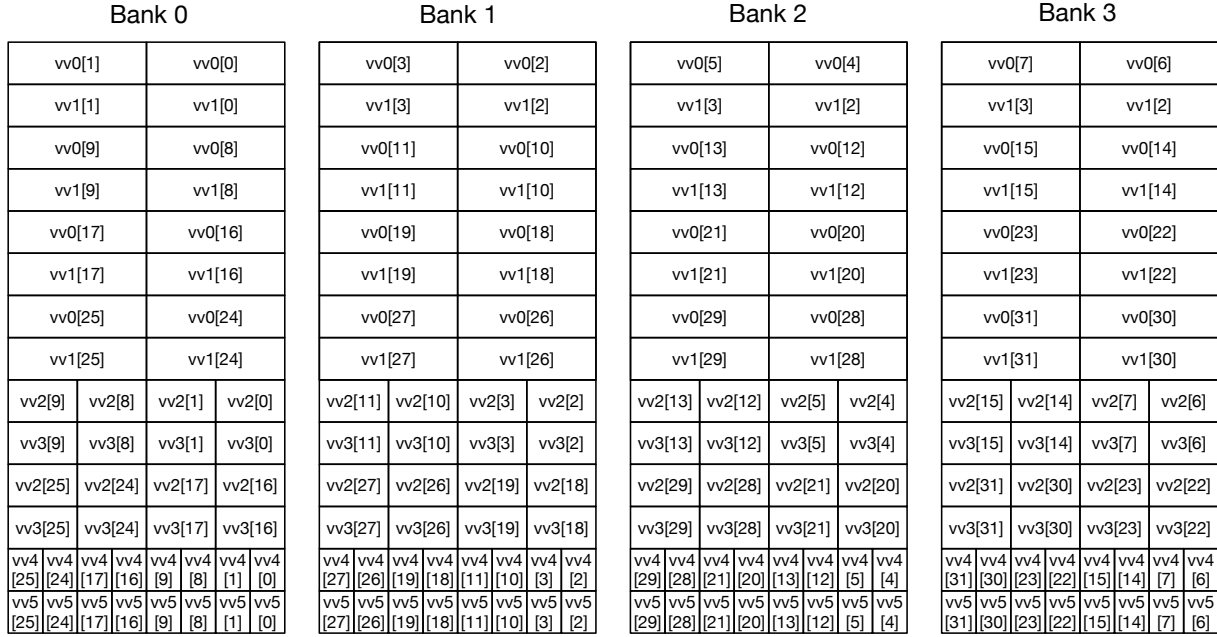 Bank 0 Bank 1 Bank 2 Bank 3
vv0[1] vv0[0] vv0[3] vv0[2] vv0[5] vv0[4] vv0[7] vv0[6]
vv1[1] vv1[0] vv1[3] vv1[2] vv1[3] vv1[2] vv1[3] vv1[2]
vv0[9] vv0[8] vv0[11] vv0[10] vv0[13] vv0[12] vv0[15] vv0[14]
vv1[9] vv1[8] vv1[11] vv1[10] vv1[13] vv1[12] vv1[15] vv1[14]
vv0[17] vv0[16] vv0[19] vv0[18] vv0[21] vv0[20] vv0[23] vv0[22]
vv1[17] vv1[16] vv1[19] vv1[18] vv1[21] vv1[20] vv1[23] vv1[22]
vv0[25] vv0[24] vv0[27] vv0[26] vv0[29] vv0[28] vv0[31] vv0[30]
vv1[25] vv1[24] vv1[27] vv1[26] vv1[29] vv1[28] vv1[31] vv1[30]
vv2[9] vv2[8] vv2[1] vv2[0] vv2[11] vv2[10] vv2[3] vv2[2] vv2[13] vv2[12] vv2[5] vv2[4] vv2[15] vv2[14] vv2[7] vv2[6]
vv3[9] vv3[8] vv3[1] vv3[0] vv3[11] vv3[10] vv3[3] vv3[2] vv3[13] vv3[12] vv3[5] vv3[4] vv3[15] vv3[14] vv3[7] vv3[6]
vv2[25] vv2[24] vv2[17] vv2[16] vv2[27] vv2[26] vv2[19] vv2[18] vv2[29] vv2[28] vv2[21] vv2[20] vv2[31] vv2[30] vv2[23] vv2[22]
vv3[25] vv3[24] vv3[17] vv3[16] vv3[27] vv3[26] vv3[19] vv3[18] vv3[29] vv3[28] vv3[21] vv3[20] vv3[31] vv3[30] vv3[23] vv3[22]
vv4 vv4 vv4 vv4 vv4 vv4 vv4 vv4 vv4 vv4 vv4 vv4 vv4 vv4 vv4 vv4 vv4 vv4 vv4 vv4 vv4 vv4 vv4 vv4 vv4 vv4 vv4 vv4 vv4 vv4 vv4 vv4
[25] [24] [17] [16] [9] [8] [1] [0] [27] [26] [19] [18] [11] [10] [3] [2] [29] [28] [21] [20] [13] [12] [5] [4] [31] [30] [23] [22] [15] [14] [7] [6]
vv5 vv5 vv5 vv5 vv5 vv5 vv5 vv5 vv5 vv5 vv5 vv5 vv5 vv5 vv5 vv5 vv5 vv5 vv5 vv5 vv5 vv5 vv5 vv5 vv5 vv5 vv5 vv5 vv5 vv5 vv5 vv5
[25] [24] [17] [16] [9] [8] [1] [0] [27] [26] [19] [18] [11] [10] [3] [2] [29] [28] [21] [20] [13] [12] [5] [4] [31] [30] [23] [22] [15] [14] [7] [6]